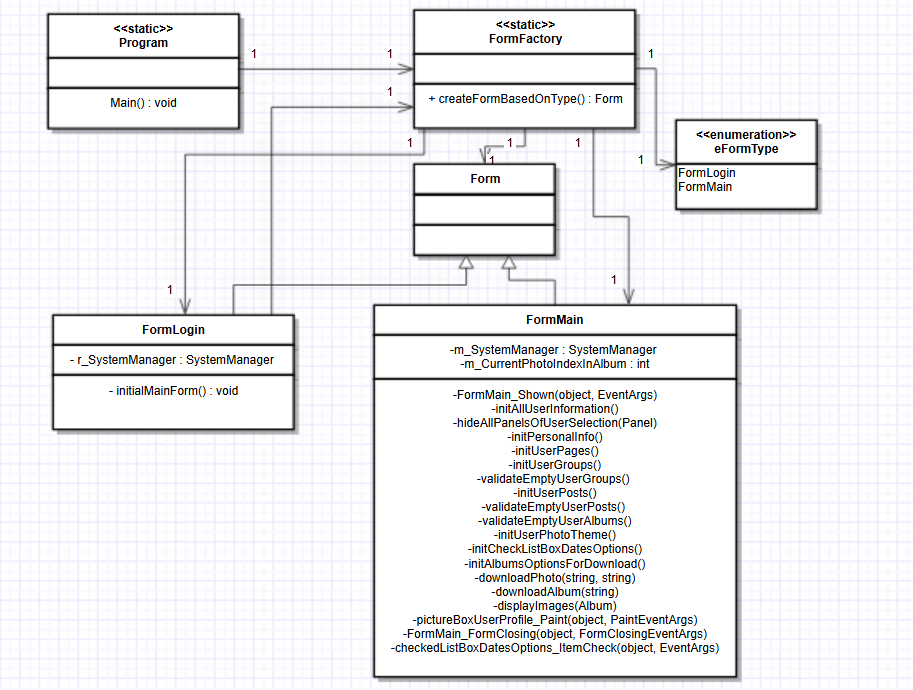 <<static>>
Program
Main() : void
1
1
<<static>>
FormFactory
+ createFormBasedOnType() : Form
1
1
1
1
1
1
1
<<enumeration>>
eFormType
FormLogin
FormMain
Form
1
1
FormLogin
- r_SystemManager : SystemManager
- initialMainForm() : void
FormMain
-m_SystemManager : SystemManager
-m_CurrentPhotoIndexInAlbum : int
-FormMain_Shown(object, EventArgs)
-initAllUserInformation()
-hideAllPanelsOfUserSelection(Panel)
-initPersonalInfo()
-initUserPages()
-initUserGroups()
-validateEmptyUserGroups()
-initUserPosts()
-validateEmptyUserPosts()
-validateEmptyUserAlbums()
-initUserPhotoTheme()
-initCheckListBoxDatesOptions()
-initAlbumsOptionsForDownload()
-downloadPhoto(string, string)
-downloadAlbum(string)
-displayImages(Album)
-pictureBoxUserProfile_Paint(object, PaintEventArgs)
-FormMain_FormClosing(object, FormClosingEventArgs)
-checkedListBoxDatesOptions_ItemCheck(object, EventArgs)